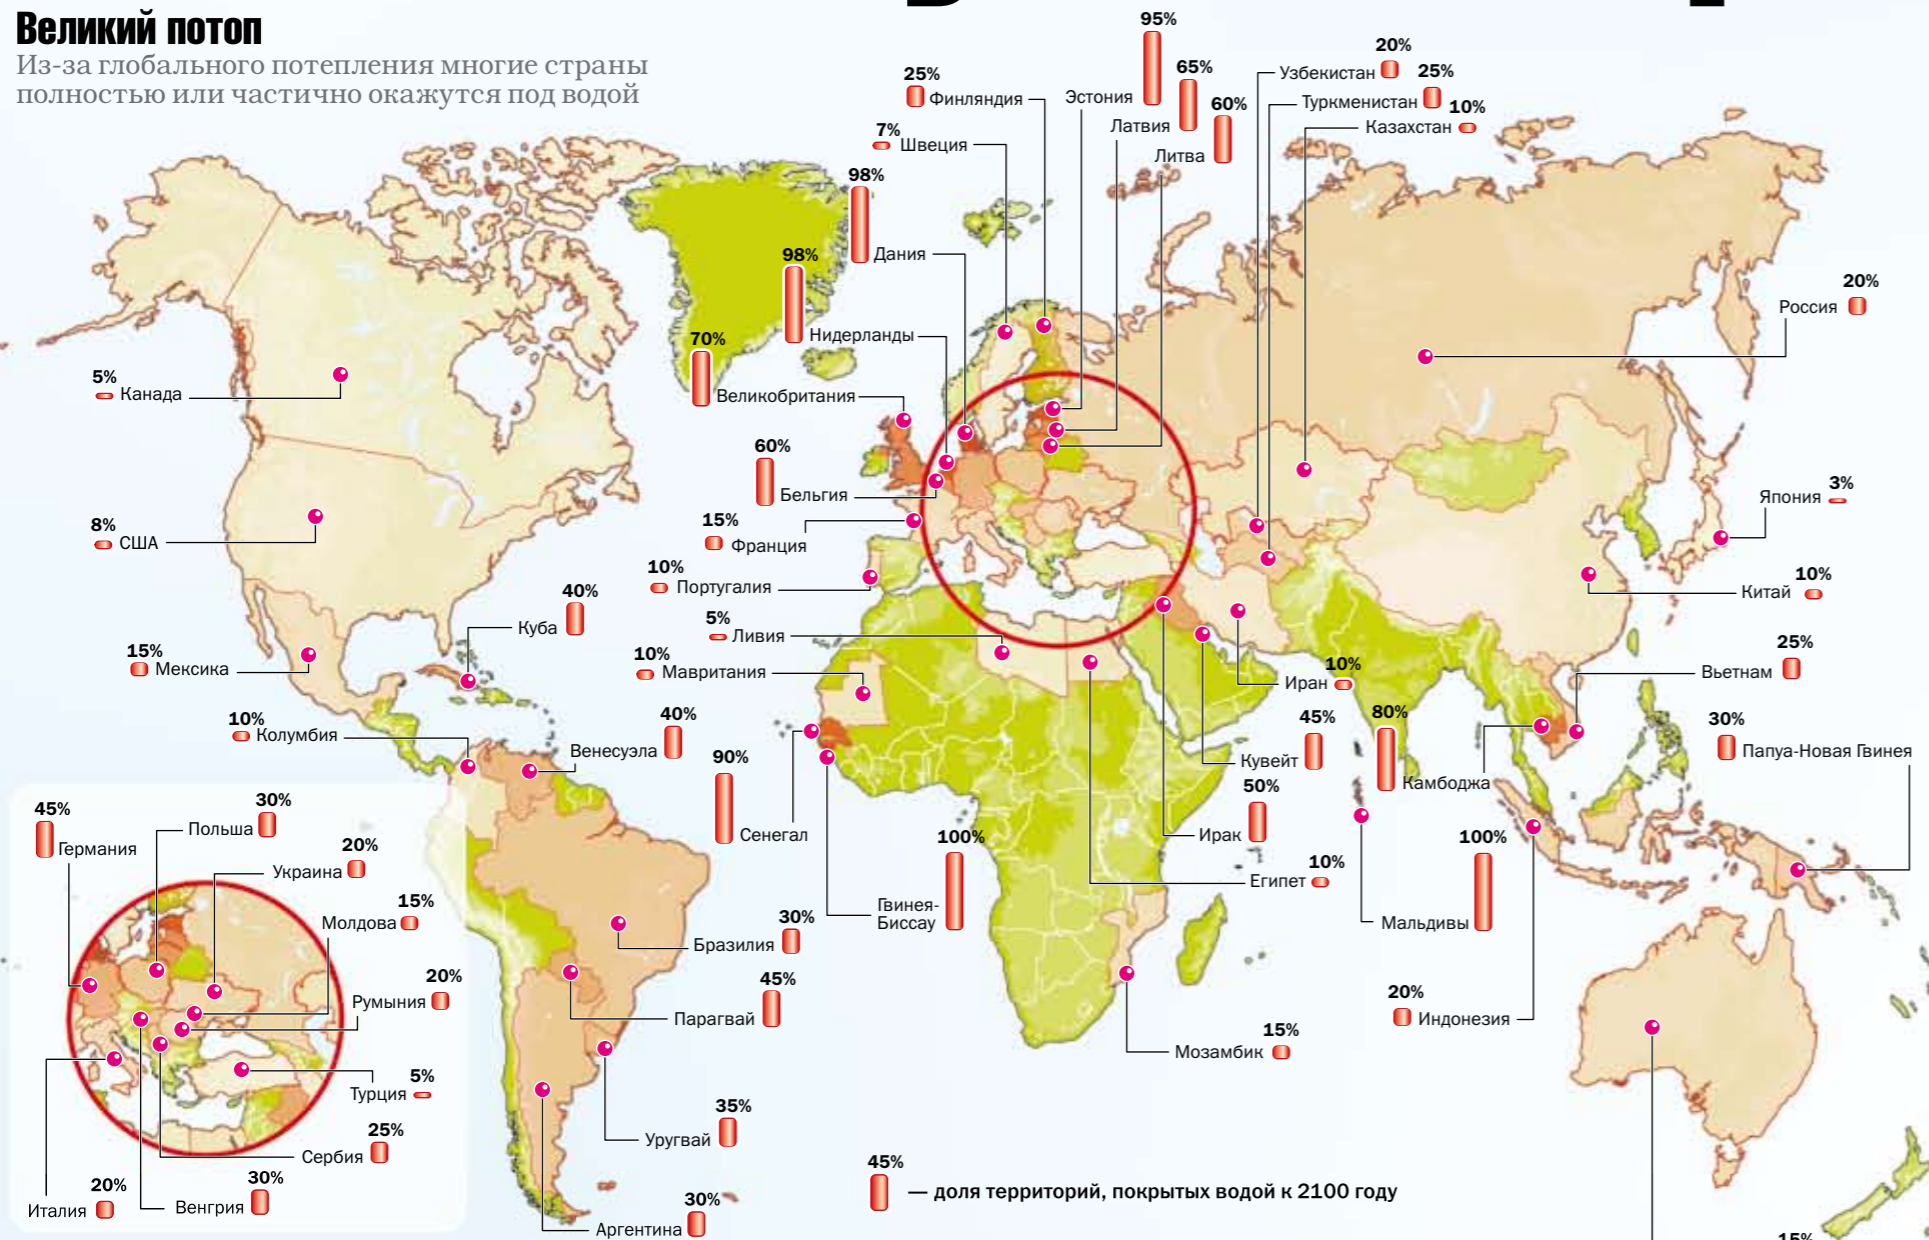 Великий потоп
Из-за глобального потепления многие страны
полностью или частично окажутся под водой
95%
Эстония
65%
Латвия
60%
Литва
25%
Финляндия
7%
Швеция
98%
Дания
98%
Нидерланды
70%
Великобритания
60%
Бельгия
15%
Франция
10%
Португалия
5%
Ливия
10%
Мавритания
20%
Узбекистан
25%
Туркменистан
10%
Казахстан
20%
Россия
3%
Япония
10%
Китай
25%
Вьетнам
30%
Папуа-Новая Гвинея
5%
Канада
8%
США
15%
Мексика
40%
Куба
10%
Колумбия
40%
Венесуэла
90%
Сенегал
100%
Гвинея-
Биссау
10%
Иран
45%
Кувейт
50%
Ирак
10%
Египет
80%
Камбоджа
100%
Мальдивы
20%
Индонезия
15%
Мозамбик
30%
Бразилия
45%
Парагвай
35%
Уругвай
30%
Аргентина
45%
Германия
30%
Польша
20%
Украина
15%
Молдова
20%
Румыния
5%
Турция
25%
Сербия
30%
Венгрия
20%
Италия
45%
— доля территорий, покрытых водой к 2100 году
15%